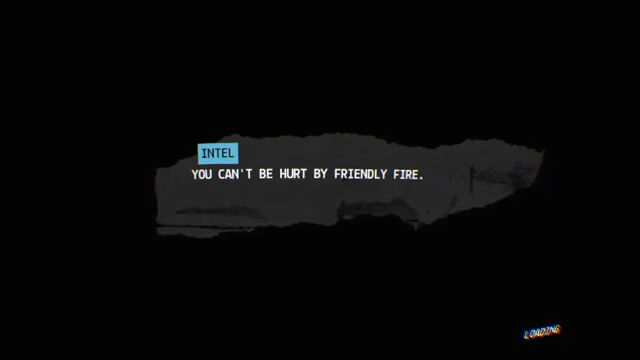 INTEL
YOU CAN'T BE HURT BY FRIENDLY FIRE.
LOADING